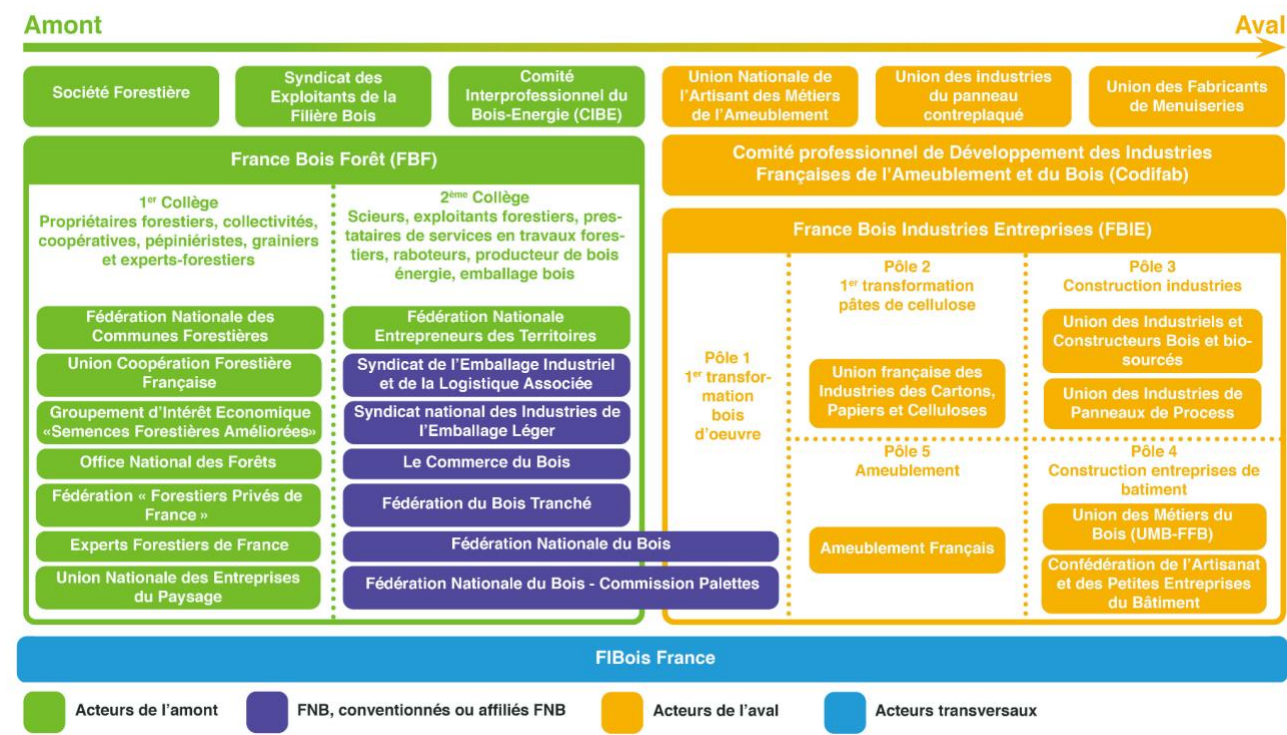 Amont
Aval
Société Forestière
Syndicat des
Exploitants de la
Filière Bois
Comité
Interprofessionnel du
Bois-Energie (CIBE)
Union Nationale de
l'Artisant des Métiers
de l'Ameublement
Union des industries
du panneau
contreplaqué
Union des Fabricants
de Menuiseries
France Bois Forêt (FBF)
1er Collège
Propriétaires forestiers, collectivités,
coopératives, pépiniéristes, grainiers
et experts-forestiers
Fédération Nationale des
Communes Forestières
Union Coopération Forestière
Française
Groupement d'Intérêt Economique
«Semences Forestières Améliorées»
Office National des Forêts
Fédération « Forestiers Privés de
France »
Experts Forestiers de France
Union Nationale des Entreprises
du Paysage
2ème Collège
Scieurs, exploitants forestiers, pres-
tataires de services en travaux fores-
tiers, raboteurs, producteur de bois
énergie, emballage bois
Fédération Nationale
Entrepreneurs des Territoires
Syndicat de l'Emballage Industriel
et de la Logistique Associée
Syndicat national des Industries de
l'Emballage Léger
Le Commerce du Bois
Fédération du Bois Tranché
Fédération Nationale du Bois
Fédération Nationale du Bois - Commission Palettes
Comité professionnel de Développement des Industries
Françaises de l'Ameublement et du Bois (Codifab)
France Bois Industries Entreprises (FBIE)
Pôle 1
1er transfor-
mation
bois
d'oeuvre
Pôle 2
1er transformation
pâtes de cellulose
Union française des
Industries des Cartons,
Papiers et Celluloses,
Pôle 3
Construction industries
Union des Industriels et
Constructeurs Bois et bio-
sourcés
Union des Industries de
Panneaux de Process
Pôle 5
Ameublement
Ameublement Français
Pôle 4
Construction entreprises de
batiment
Union des Métiers du
Bois (UMB-FFB)
Confédération de l'Artisanat
et des Petites Entreprises
du Bâtiment
FIBois France
Acteurs de l'amont
FNB, conventionnés ou affiliés FNB
Acteurs de l'aval
Acteurs transversaux